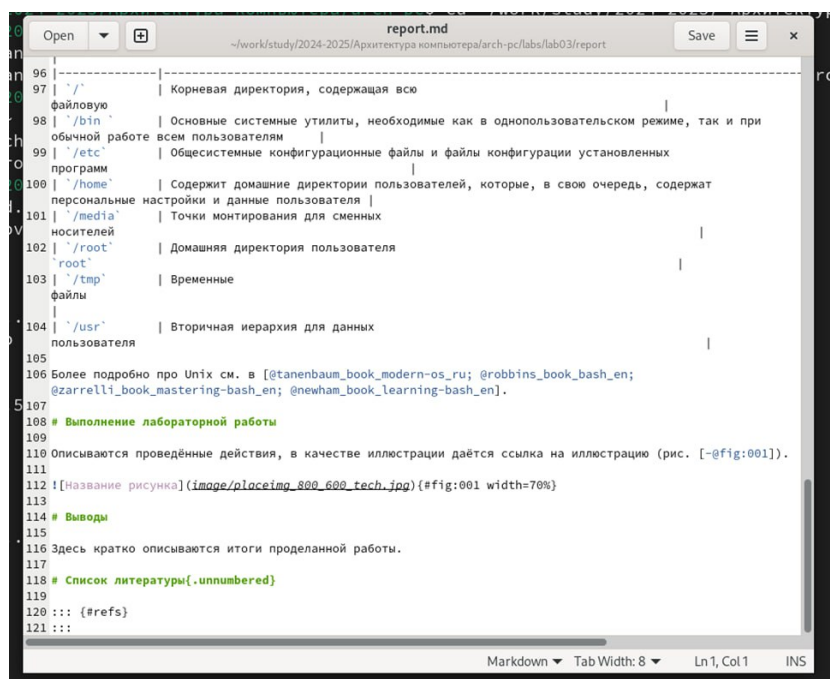 Open
report.md
~/work/study/2024-2025/Архитектура компьютера/arch-pc/labs/lab03/report
Save
96 |--------------|----------------------------------------------------------------------------------------
97 | `/` | Корневая директория, содержащая всю
файловую |
98 | `/bin ` | Основные системные утилиты, необходимые как в однопользовательском режиме, так и при
обычной работе всем пользователям |
99 | `/etc` | Общесистемные конфигурационные файлы и файлы конфигурации установленных
программ |
100 | `/home` | Содержит домашние директории пользователей, которые, в свою очередь, содержат
персональные настройки и данные пользователя |
101 | `/media` | Точки монтирования для сменных
носителей |
102 | `/root` | Домашняя директория пользователя
`root` |
103 | `/tmp` | Временные
файлы
|
104 | `/usr` | Вторичная иерархия для данных
пользователя |
105
106 Более подробно про Unix см. в [@tanenbaum_book_modern-os_ru; @robbins_book_bash_en;
@zarrelli_book_mastering-bash_en; @newham_book_learning-bash_en].
107
108 # Выполнение лабораторной работы
109
110 Описываются проведённые действия, в качестве иллюстрации даётся ссылка на иллюстрацию (рис. [-@fig:001]).
111
112 ![Название рисунка](image/placeimg_800_600_tech.jpg){#fig:001 width=70%}
113
114 # Выводы
115
116 Здесь кратко описываются итоги проделанной работы.
117
118 # Список литературы{.unnumbered}
119
120 ::: {#refs}
121 :::
Markdown Tab Width: 8 Ln 1, Col 1 INS